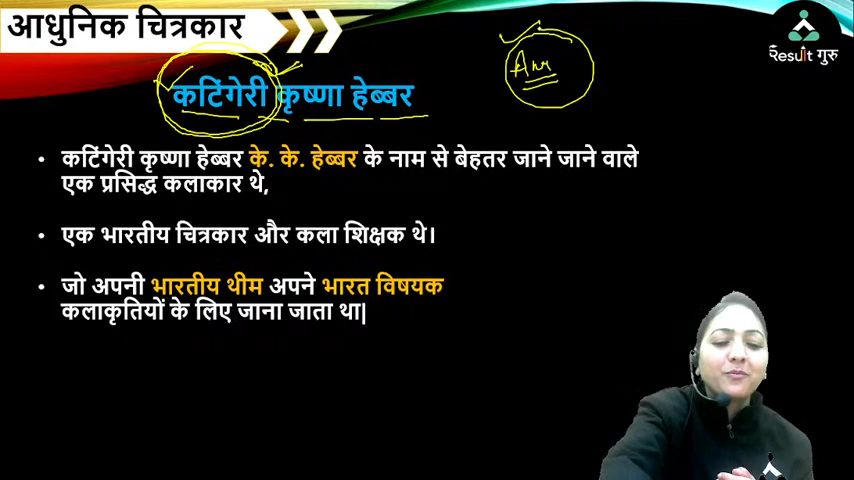 आधुनिक चित्रकार
Result गुरु
Ann
कटिंगेरी कृष्णा हेब्बर
• कटिंगेरी कृष्णा हेब्बर के. के. हेब्बर के नाम से बेहतर जाने जाने वाले
एक प्रसिद्ध कलाकार थे,
• एक भारतीय चित्रकार और कला शिक्षक थे।
• जो अपनी भारतीय थीम अपने भारत विषयक
कलाकृतियों के लिए जाना जाता था|